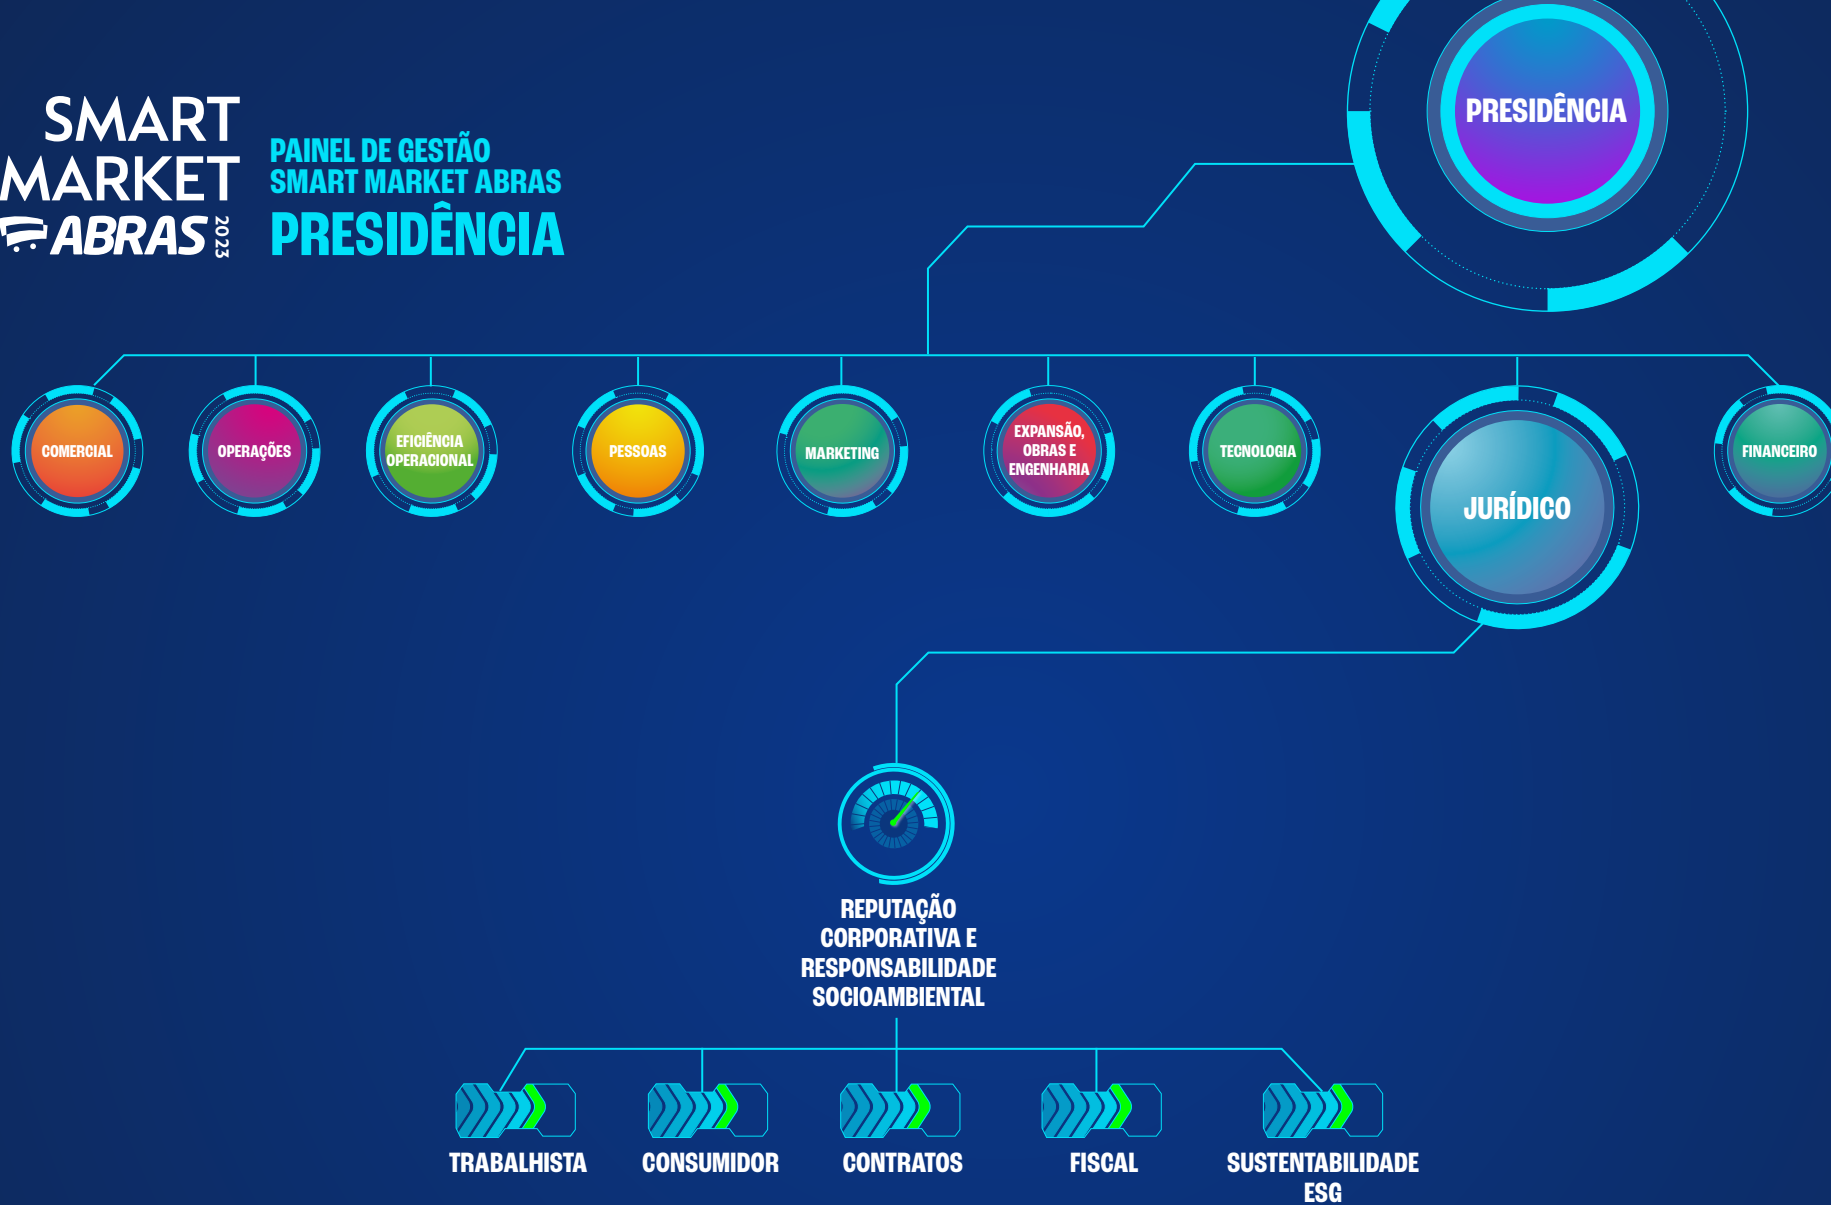 SMART
MARKET
ABRAS 2023
PAINEL DE GESTÃO
SMART MARKET ABRAS
PRESIDÊNCIA
PRESIDÊNCIA
COMERCIAL
OPERAÇÕES
EFICIÊNCIA
OPERACIONAL
PESSOAS
MARKETING
EXPANSÃO,
OBRAS E
ENGENHARIA
TECNOLOGIA
JURÍDICO
FINANCEIRO
REPUTAÇÃO
CORPORATIVA E
RESPONSABILIDADE
SOCIOAMBIENTAL
TRABALHISTA
CONSUMIDOR
CONTRATOS
FISCAL
SUSTENTABILIDADE
ESG